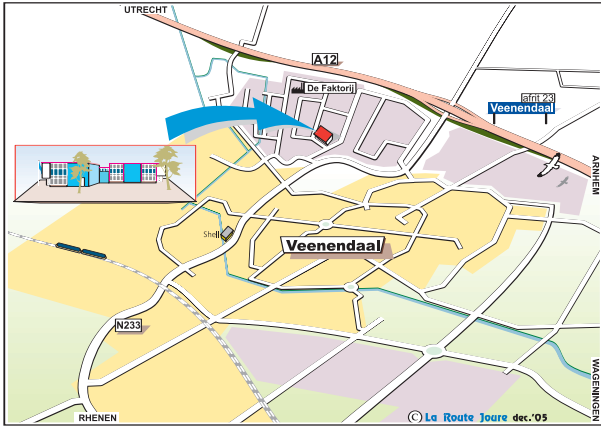 UTRECHT
A12
De Faktorij
afrit 23
Veenendaal
ARNHEM
Shell
Veenendaal
N233
WAGENINGEN
RHENEN
© La Route Joure dec.'05